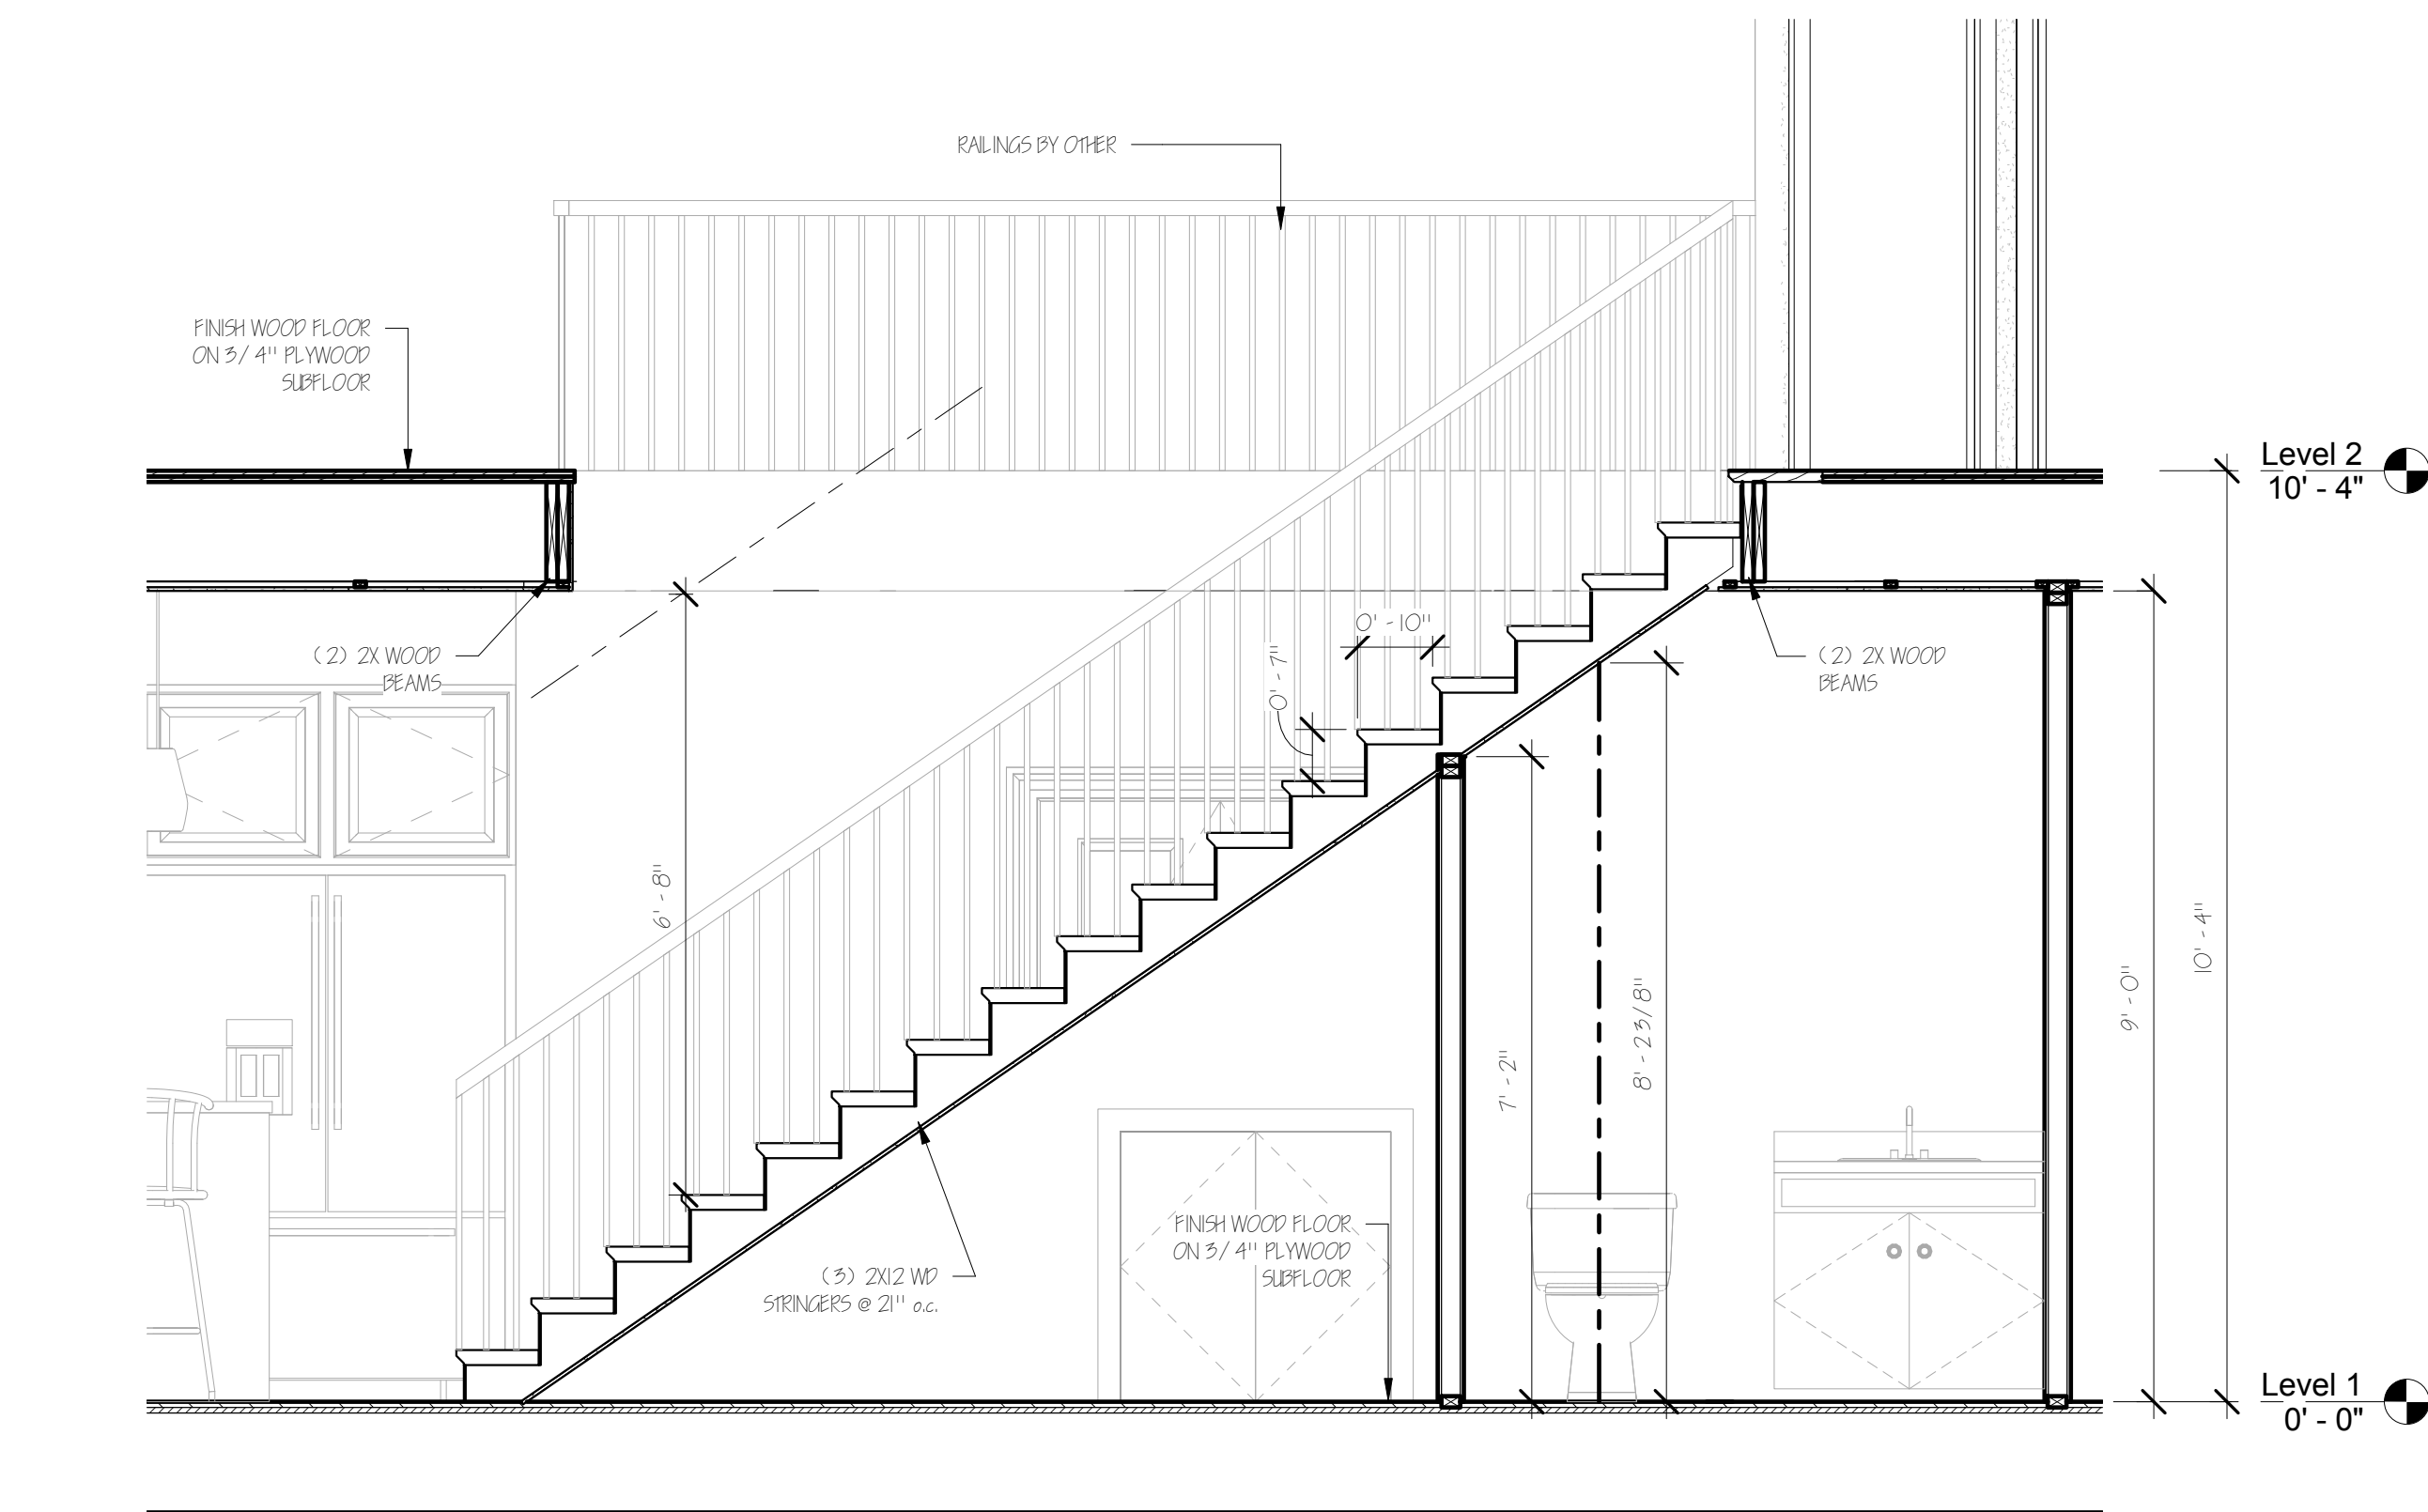 RAILINGS BY OTHER
FINISH WOOD FLOOR
ON 3/4" PLYWOOD
SUBFLOOR
Level 2
10' - 4"
(2) 2X WOOD
BEAMS
0' - 10"
0' - 7"
(2) 2X WOOD
BEAMS
6' - 8"
7' - 2"
8' - 2 3/8"
9' - 0"
10' - 4"
FINISH WOOD FLOOR
ON 3/4" PLYWOOD
SUBFLOOR
(3) 2X12 WD
STRINGERS @ 21" o.c.
Level 1
0' - 0"